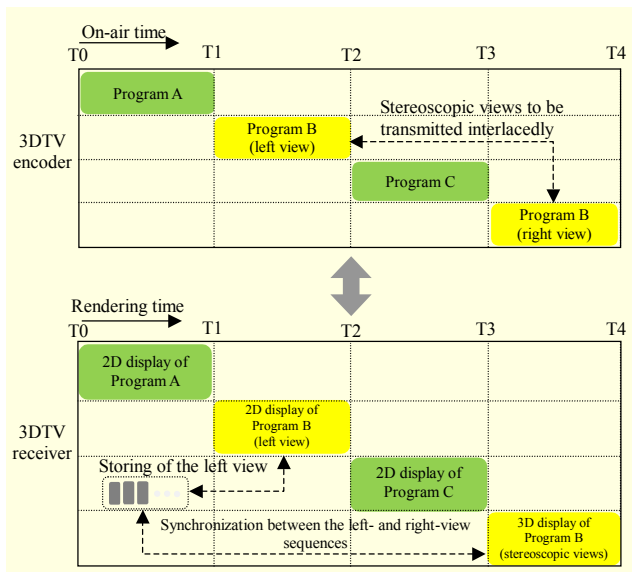 On-air time
T0 T1 T2 T3 T4
Program A
3DTV
encoder
Program B
(left view)
Stereoscopic views to be
transmitted interlacedly
Program C
Program B
(right view)
Rendering time
T0 T1 T2 T3 T4
2D display of
Program A
3DTV
receiver
2D display of
Program B
(left view)
Storing of the left view
2D display of
Program C
Synchronization between the left- and right-view
sequences
3D display of
Program B
(stereoscopic views)